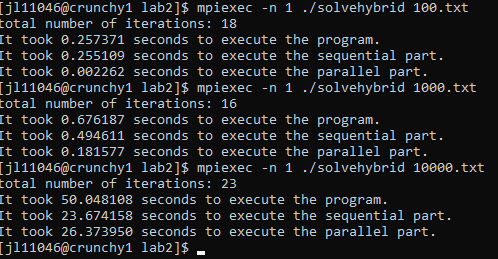 [jl11046@crunchy1 lab2]$ mpiexec -n 1 ./solvehybrid 100.txt
total number of iterations: 18
It took 0.257371 seconds to execute the program.
It took 0.255109 seconds to execute the sequential part.
It took 0.002262 seconds to execute the parallel part.
[jl11046@crunchy1 lab2]$ mpiexec -n 1 ./solvehybrid 1000.txt
total number of iterations: 16
It took 0.676187 seconds to execute the program.
It took 0.494611 seconds to execute the sequential part.
It took 0.181577 seconds to execute the parallel part.
[jl11046@crunchy1 lab2]$ mpiexec -n 1 ./solvehybrid 10000.txt
total number of iterations: 23
It took 50.048108 seconds to execute the program.
It took 23.674158 seconds to execute the sequential part.
It took 26.373950 seconds to execute the parallel part.
[jl11046@crunchy1 lab2]$